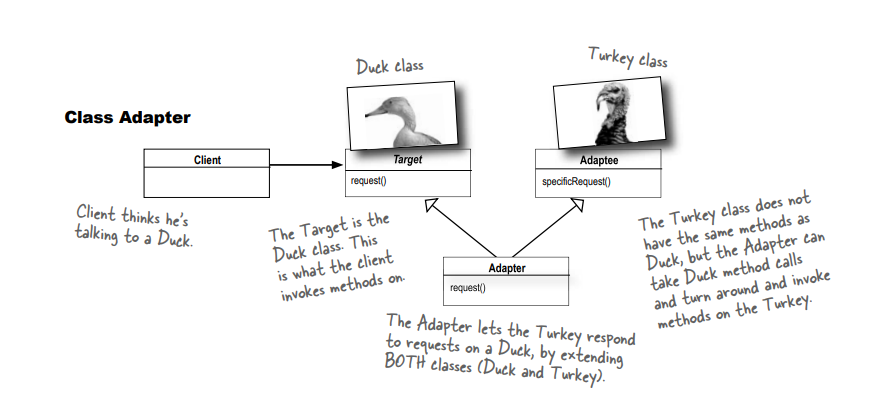 Duck class
Turkey class
Class Adapter
Client
Target
request()
Adaptee
specificRequest()
Client thinks he's
talking to a Duck.
The Target is the
Duck class. This
is what the client
invokes methods on.
Adapter
request()
The Turkey class does not
have the same methods as
Duck, but the Adapter can
take Duck method calls
and turn around and invoke
methods on the Turkey.
The Adapter lets the Turkey respond
to requests on a Duck, by extending
BOTH classes (Duck and Turkey).